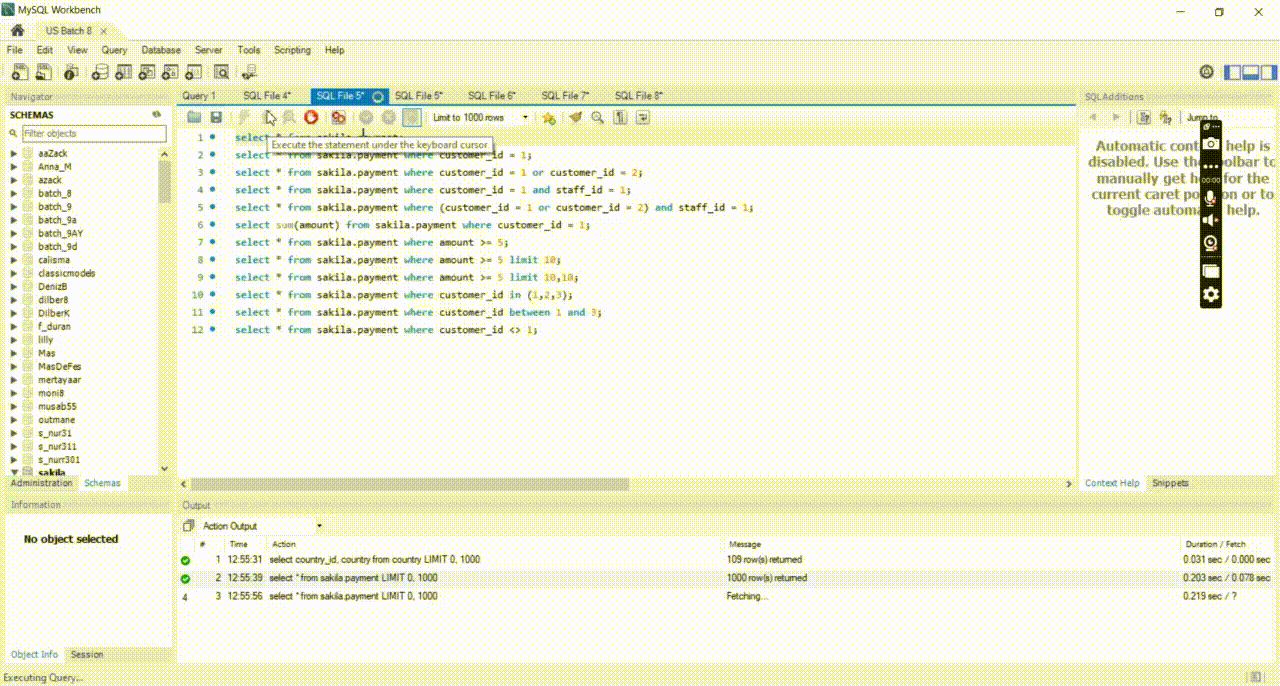 MySQL Workbench
US Batch 8 ×
File Edit View Query Database Server Tools Scripting Help
Navigator
SCHEMAS
Filter objects
aaZack
Anna_M
azack
batch_8
batch_9
batch_9a
batch_9AY
batch_9d
calisma
classicmodels
DenizB
dilber8
DilberK
f_duran
lilly
Mas
MasDeFes
mertayaar
moni8
musab55
outmane
s_nur31
s_nur311
s_nurr301
sakila
Administration Schemas
Information
No object selected
Object Info Session
Query 1 SQL File 4* SQL File 5* SQL File 5* SQL File 6* SQL File 7* SQL File 8*
Limit to 1000 rows
1 select * from sakila.payment;
Execute the statement under the keyboard cursor
2 select * from sakila.payment where customer_id = 1;
3 select * from sakila.payment where customer_id = 1 or customer_id = 2;
4 select * from sakila.payment where customer_id = 1 and staff_id = 1;
5 select * from sakila.payment where (customer_id = 1 or customer_id = 2) and staff_id = 1;
6 select sum(amount) from sakila.payment where customer_id = 1;
7 select * from sakila.payment where amount >= 5;
8 select * from sakila.payment where amount >= 5 limit 10;
9 select * from sakila.payment where amount >= 5 limit 10,10;
10 select * from sakila.payment where customer_id in (1,2,3);
11 select * from sakila.payment where customer_id between 1 and 3;
12 select * from sakila.payment where customer_id <> 1;
SQLAdditions
Jump to
Automatic cont help is
disabled. Use the olbar to
manually get he for the
current caret po on or to
toggle automa help.
00:00
Context Help Snippets
Output
Action Output
# Time Action Message Duration / Fetch
1 12:55:31 select country_id, country from country LIMIT 0, 1000 109 row(s) returned 0.031 sec / 0.000 sec
2 12:55:39 select * from sakila.payment LIMIT 0, 1000 1000 row(s) returned 0.203 sec / 0.078 sec
3 12:55:56 select * from sakila.payment LIMIT 0, 1000 Fetching... 0.219 sec / ?
Executing Query...